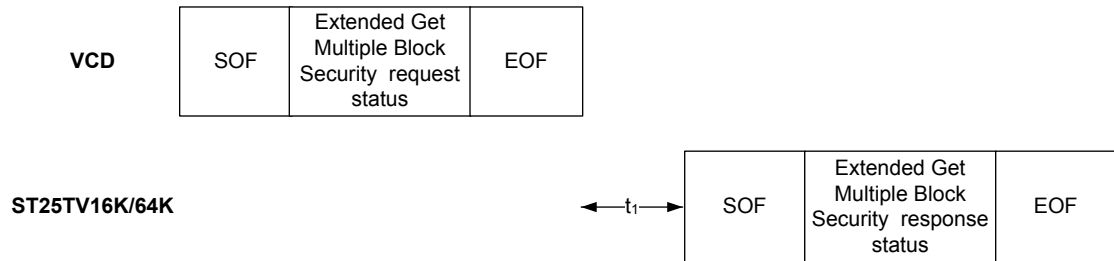 VCD
SOF
Extended Get
Multiple Block
Security request
status
EOF
ST25TV16K/64K
t1
SOF
Extended Get
Multiple Block
Security response
status
EOF